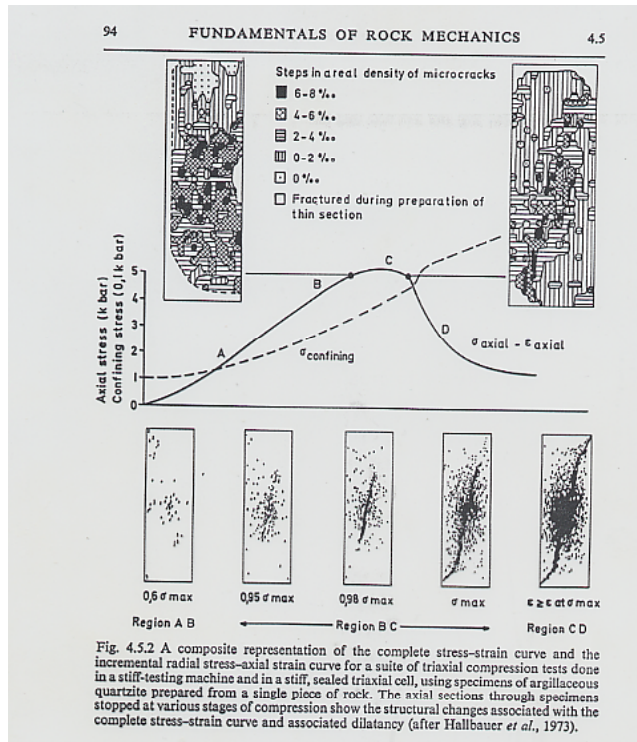 94 FUNDAMENTALS OF ROCK MECHANICS 4.5
Steps in areal density of microcracks
6-8 ‰
4-6 ‰
2-4 ‰
0-2 ‰
0 ‰
Fractured during preparation of
thin section
Axial stress (k bar)
Confining stress (0,1 k bar)
5
4
3
2
1
0
A
B
C
D
σ confining
σ axial - ε axial
0,6 σ max 0,95 σ max 0,98 σ max σ max ε ≥ ε at σ max
Region A B Region B C Region C D
Fig. 4.5.2 A composite representation of the complete stress–strain curve and the
incremental radial stress–axial strain curve for a suite of triaxial compression tests done
in a stiff-testing machine and in a stiff, sealed triaxial cell, using specimens of argillaceous
quartzite prepared from a single piece of rock. The axial sections through specimens
stopped at various stages of compression show the structural changes associated with the
complete stress–strain curve and associated dilatancy (after Hallbauer et al., 1973).